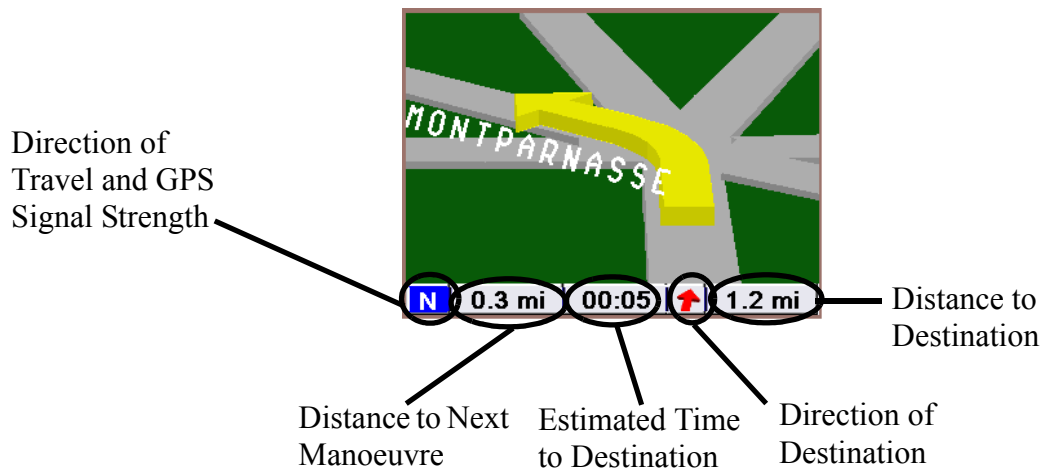 MONTPARNASSE
Direction of
Travel and GPS
Signal Strength
N 0.3 mi 00:05 1.2 mi
Distance to
Destination
Distance to Next
Manoeuvre
Estimated Time
to Destination
Direction of
Destination